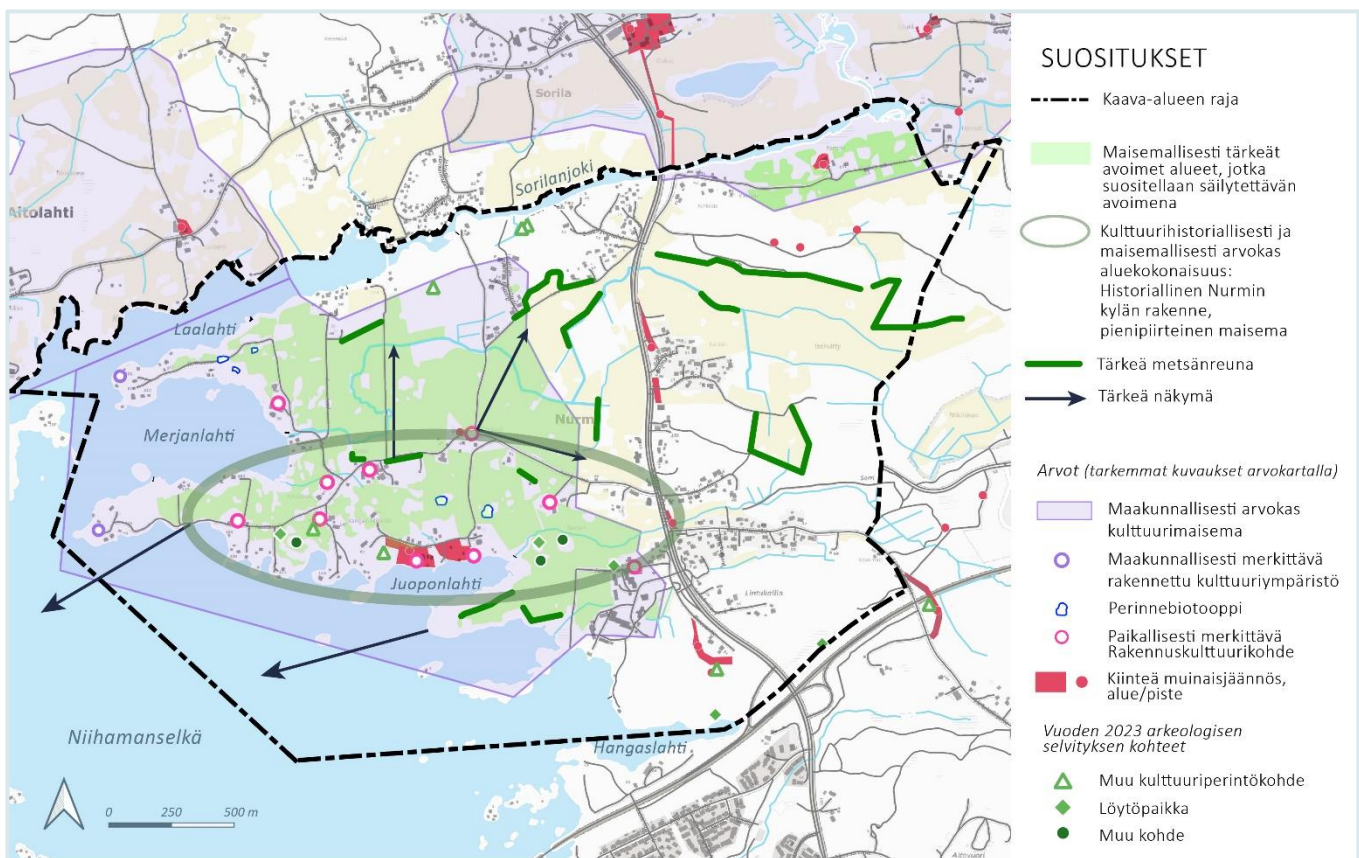 Sorila
Sorilanjoki
Aitolahti
Laalahti
Merjanlahti
Nurmi
Juoponlahti
Lintukallio
Niihamanselkä
Hangaslahti
0 250 500 m
SUOSITUKSET
Kaava-alueen raja
Maisemallisesti tärkeät
avoimet alueet, jotka
suositellaan säilytettävän
avoimena
Kulttuurihistoriallisesti ja
maisemallisesti arvokas
aluekokonaisuus:
Historiallinen Nurmin
kylän rakenne,
pienipiirteinen maisema
Tärkeä metsänreuna
Tärkeä näkymä
Arvot (tarkemmat kuvaukset arvokartalla)
Maakunnallisesti arvokas
kulttuurimaisema
Maakunnallisesti merkittävä
rakennettu kulttuuriympäristö
Perinnebiotooppi
Paikallisesti merkittävä
Rakennuskulttuurikohde
Kiinteä muinaisjäännös,
alue/piste
Vuoden 2023 arkeologisen
selvityksen kohteet
Muu kulttuuriperintökohde
Löytöpaikka
Muu kohde